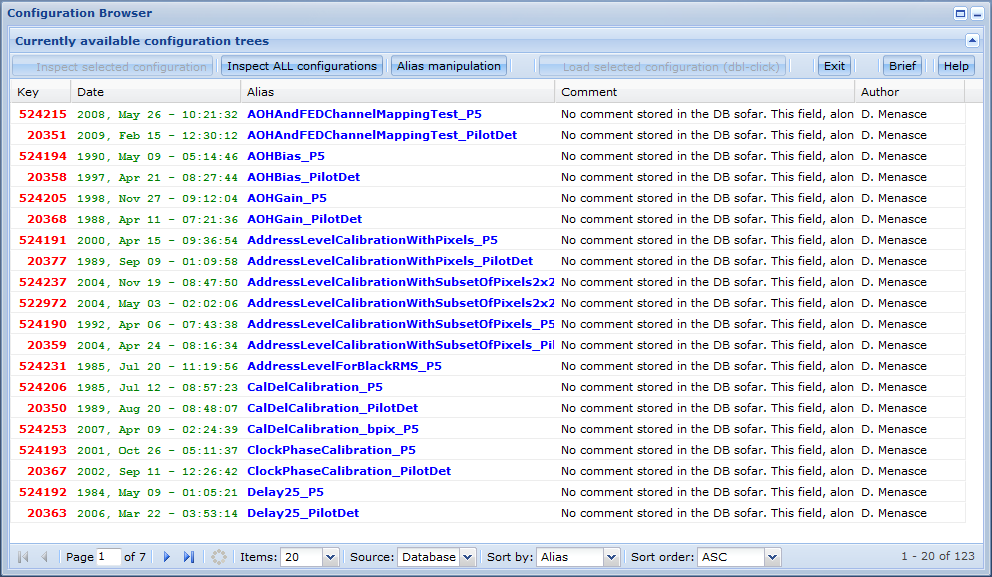 Configuration Browser
Currently available configuration trees
Inspect selected configuration Inspect ALL configurations Alias manipulation Load selected configuration (dbl-click) Exit Brief Help
Key Date Alias Comment Author
524215 2008, May 26 - 10:21:32 AOHAndFEDChannelMappingTest_P5 No comment stored in the DB sofar. This field, alon D. Menasce
20351 2009, Feb 15 - 12:30:12 AOHAndFEDChannelMappingTest_PilotDet No comment stored in the DB sofar. This field, alon D. Menasce
524194 1990, May 09 - 05:14:46 AOHBias_P5 No comment stored in the DB sofar. This field, alon D. Menasce
20358 1997, Apr 21 - 08:27:44 AOHBias_PilotDet No comment stored in the DB sofar. This field, alon D. Menasce
524205 1998, Nov 27 - 09:12:04 AOHGain_P5 No comment stored in the DB sofar. This field, alon D. Menasce
20368 1988, Apr 11 - 07:21:36 AOHGain_PilotDet No comment stored in the DB sofar. This field, alon D. Menasce
524191 2000, Apr 15 - 09:36:54 AddressLevelCalibrationWithPixels_P5 No comment stored in the DB sofar. This field, alon D. Menasce
20377 1989, Sep 09 - 01:09:58 AddressLevelCalibrationWithPixels_PilotDet No comment stored in the DB sofar. This field, alon D. Menasce
524237 2004, Nov 19 - 08:47:50 AddressLevelCalibrationWithSubsetOfPixels2x2 No comment stored in the DB sofar. This field, alon D. Menasce
522972 2004, May 03 - 02:02:06 AddressLevelCalibrationWithSubsetOfPixels2x2 No comment stored in the DB sofar. This field, alon D. Menasce
524190 1992, Apr 06 - 07:43:38 AddressLevelCalibrationWithSubsetOfPixels_P5 No comment stored in the DB sofar. This field, alon D. Menasce
20359 2004, Apr 24 - 08:16:34 AddressLevelCalibrationWithSubsetOfPixels_Pil No comment stored in the DB sofar. This field, alon D. Menasce
524231 1985, Jul 20 - 11:19:56 AddressLevelForBlackRMS_P5 No comment stored in the DB sofar. This field, alon D. Menasce
524206 1985, Jul 12 - 08:57:23 CalDelCalibration_P5 No comment stored in the DB sofar. This field, alon D. Menasce
20350 1989, Aug 20 - 08:48:07 CalDelCalibration_PilotDet No comment stored in the DB sofar. This field, alon D. Menasce
524253 2007, Apr 09 - 02:24:39 CalDelCalibration_bpix_P5 No comment stored in the DB sofar. This field, alon D. Menasce
524193 2001, Oct 26 - 05:11:37 ClockPhaseCalibration_P5 No comment stored in the DB sofar. This field, alon D. Menasce
20367 2002, Sep 11 - 12:26:42 ClockPhaseCalibration_PilotDet No comment stored in the DB sofar. This field, alon D. Menasce
524192 1984, May 09 - 01:05:21 Delay25_P5 No comment stored in the DB sofar. This field, alon D. Menasce
20363 2006, Mar 22 - 03:53:14 Delay25_PilotDet No comment stored in the DB sofar. This field, alon D. Menasce
Page 1 of 7 Items: 20 Source: Database Sort by: Alias Sort order: ASC 1 - 20 of 123